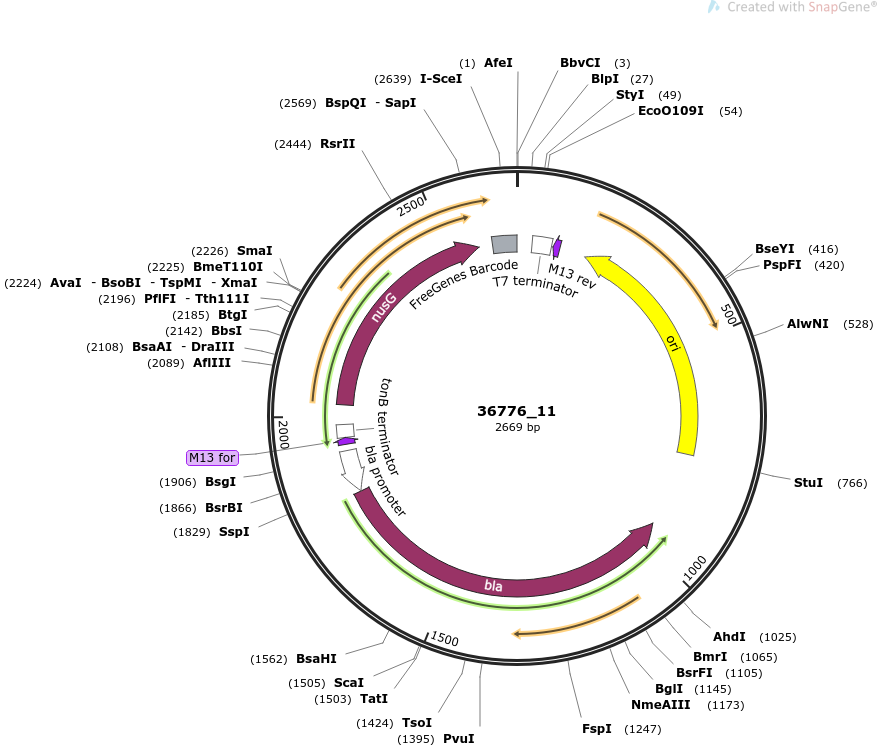 Created with SnapGene®
(1) AfeI
BbvCI (3)
(2639) I-SceI
BlpI (27)
StyI (49)
(2569) BspQI - SapI
EcoO109I (54)
(2444) RsrII
2500
(2226) SmaI
(2225) BmeT110I
(2224) AvaI - BsoBI - TspMI - XmaI
(2196) PflFI - Tth111I
(2185) BtgI
(2142) BbsI
(2108) BsaAI - DraIII
(2089) AflIII
BseYI (416)
PspFI (420)
500
AlwNI (528)
FreeGenes Barcode
T7 terminator
M13 rev
nusG
ori
36776_11
2669 bp
tonB terminator
2000
M13 for
bla promoter
(1906) BsgI
(1866) BsrBI
(1829) SspI
StuI (766)
bla
1000
1500
AhdI (1025)
BmrI (1065)
BsrFI (1105)
BglI (1145)
NmeAIII (1173)
FspI (1247)
(1562) BsaHI
(1505) ScaI
(1503) TatI
(1424) TsoI
(1395) PvuI